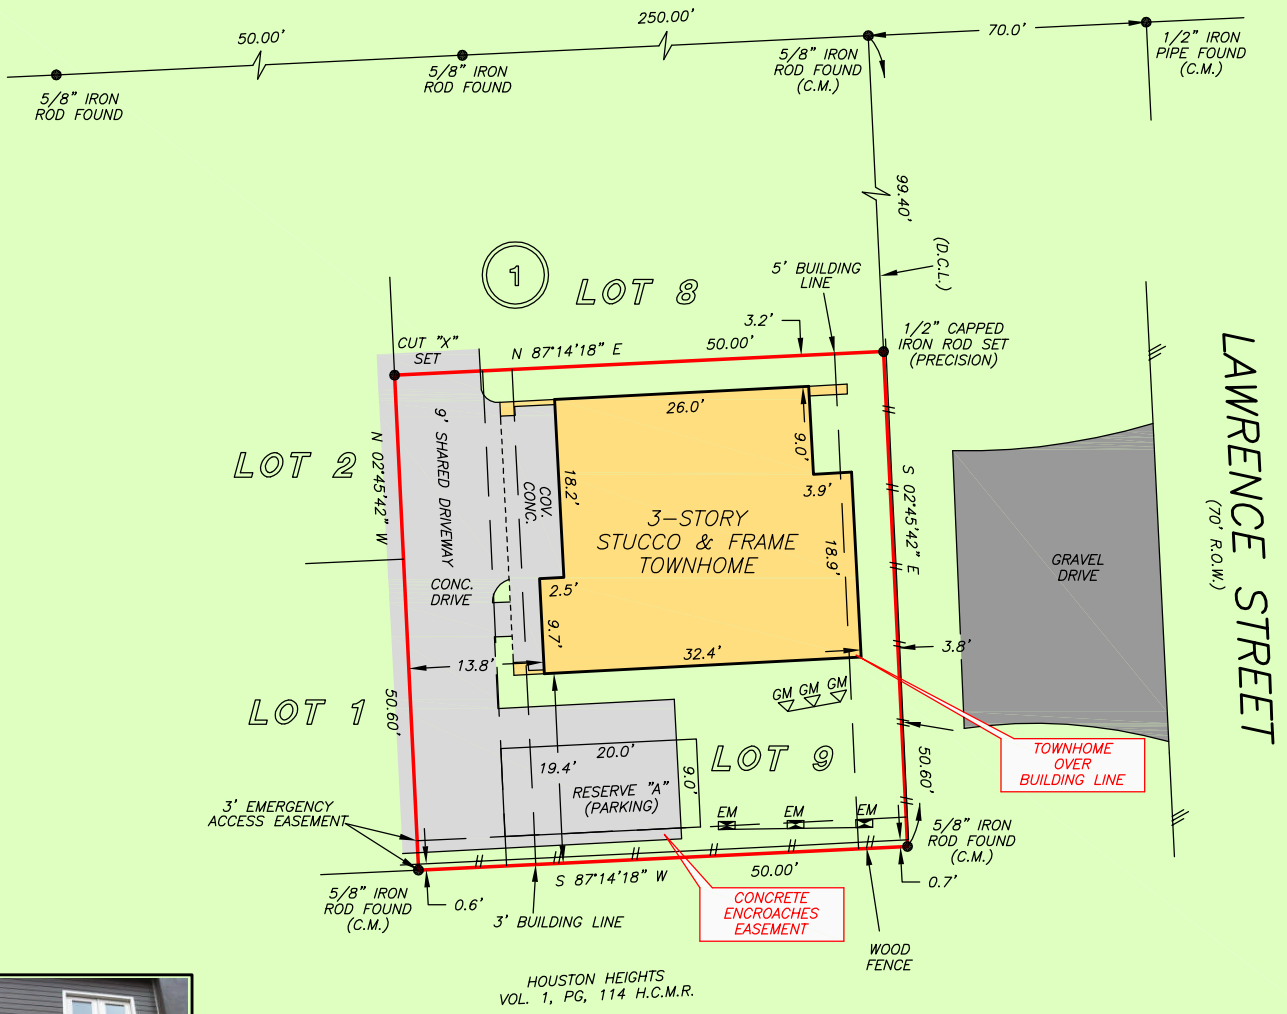 50.00'
250.00'
70.0'
5/8" IRON
ROD FOUND
5/8" IRON
ROD FOUND
5/8" IRON
ROD FOUND
(C.M.)
1/2" IRON
PIPE FOUND
(C.M.)
99.40'
(D.C.L.)
1
LOT 8
5' BUILDING
LINE
3.2'
50.00'
N 87°14'18" E
1/2" CAPPED
IRON ROD SET
(PRECISION)
CUT "X"
SET
LAWRENCE STREET
(70' R.O.W.)
LOT 2
N 02°45'42" W
9' SHARED DRIVEWAY
COV.
CONC.
18.2'
26.0'
9.0'
3.9'
3-STORY
STUCCO & FRAME
TOWNHOME
18.9'
S 02°45'42" E
GRAVEL
DRIVE
CONC.
DRIVE
2.5'
9.7'
32.4'
3.8'
13.8'
GM GM GM
LOT 1
50.60'
LOT 9
50.60'
TOWNHOME
OVER
BUILDING LINE
20.0'
19.4'
9.0'
RESERVE "A"
(PARKING)
3' EMERGENCY
ACCESS EASEMENT
EM EM EM
5/8" IRON
ROD FOUND
(C.M.)
S 87°14'18" W
50.00'
0.7'
5/8" IRON
ROD FOUND
(C.M.)
0.6'
3' BUILDING LINE
CONCRETE
ENCROACHES
EASEMENT
WOOD
FENCE
HOUSTON HEIGHTS
VOL. 1, PG, 114 H.C.M.R.